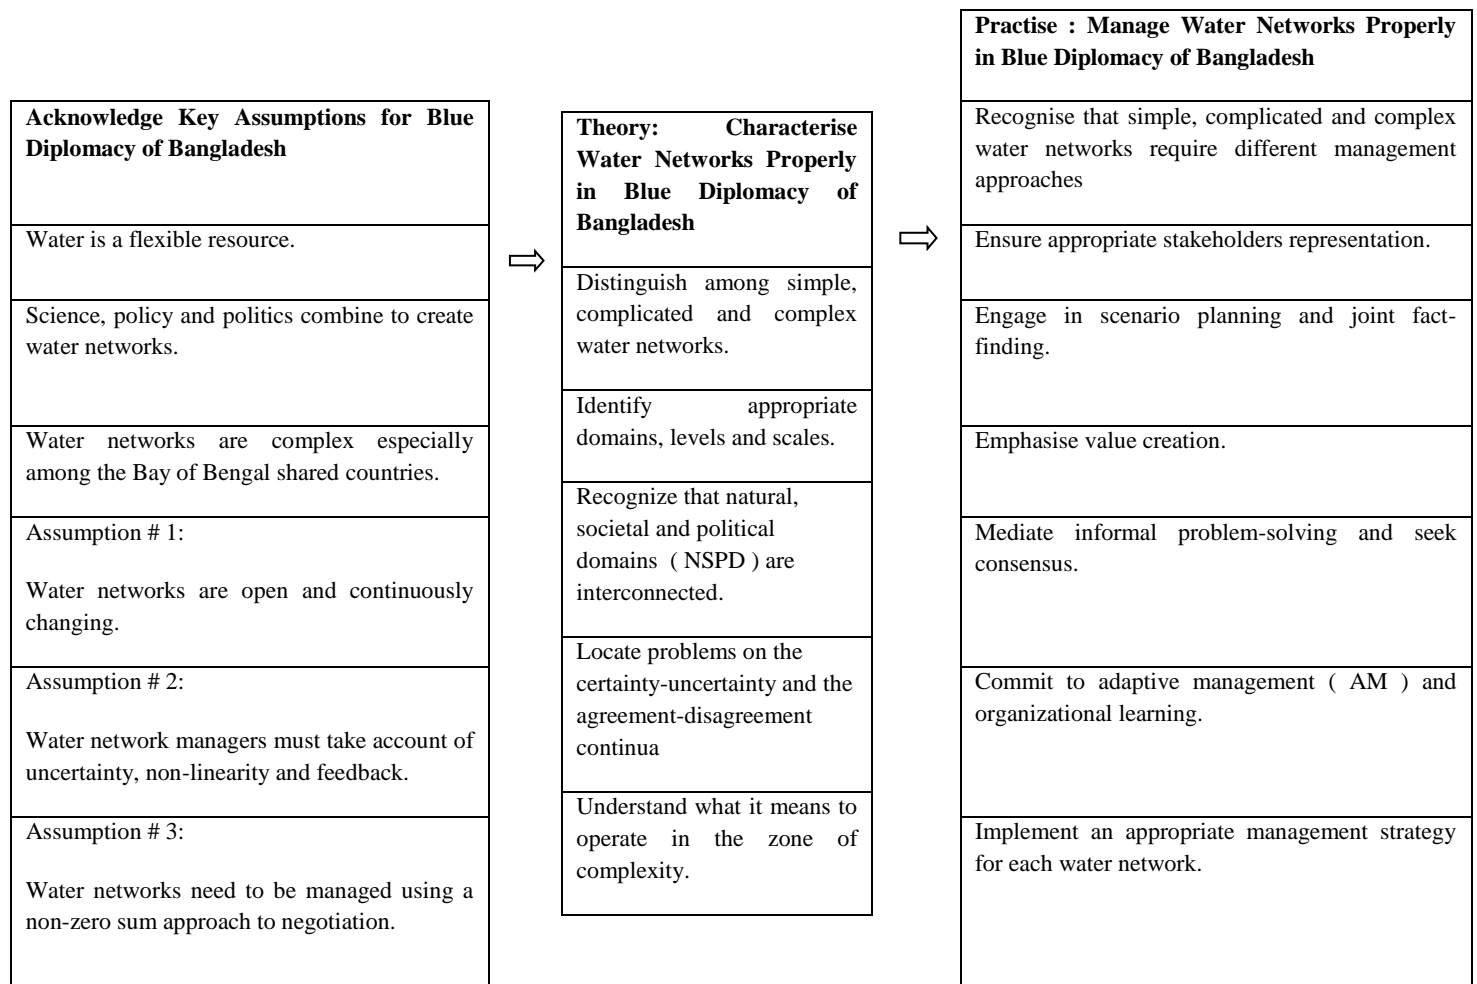 Acknowledge Key Assumptions for Blue
Diplomacy of Bangladesh
Water is a flexible resource.
Science, policy and politics combine to create
water networks.
Water networks are complex especially
among the Bay of Bengal shared countries.
Assumption # 1:
Water networks are open and continuously
changing.
Assumption # 2:
Water network managers must take account of
uncertainty, non-linearity and feedback.
Assumption # 3:
Water networks need to be managed using a
non-zero sum approach to negotiation.
Theory: Characterise
Water Networks Properly
in Blue Diplomacy of
Bangladesh
Distinguish among simple,
complicated and complex
water networks.
Identify appropriate
domains, levels and scales.
Recognize that natural,
societal and political
domains ( NSPD ) are
interconnected.
Locate problems on the
certainty-uncertainty and the
agreement-disagreement
continua
Understand what it means to
operate in the zone of
complexity.
Practise : Manage Water Networks Properly
in Blue Diplomacy of Bangladesh
Recognise that simple, complicated and complex
water networks require different management
approaches
Ensure appropriate stakeholders representation.
Engage in scenario planning and joint fact-
finding.
Emphasise value creation.
Mediate informal problem-solving and seek
consensus.
Commit to adaptive management ( AM ) and
organizational learning.
Implement an appropriate management strategy
for each water network.